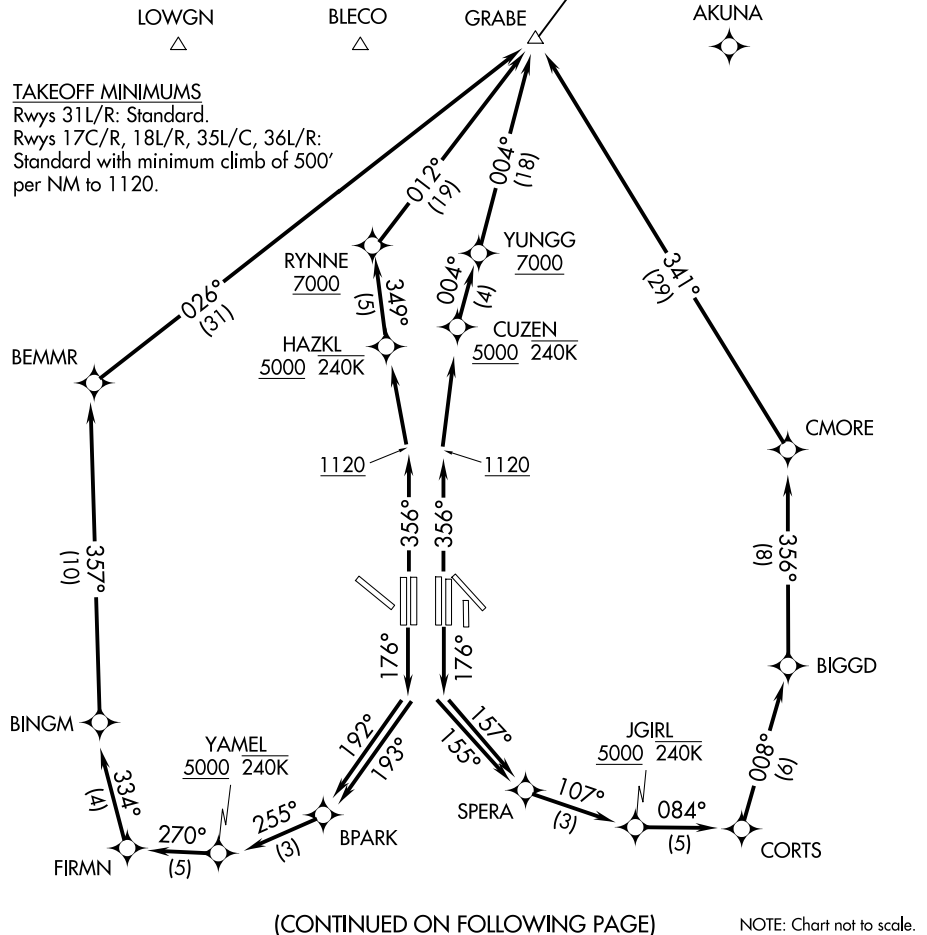 LOWGN
BLECO
GRABE
AKUNA
TAKEOFF MINIMUMS
Rwys 31L/R: Standard.
Rwys 17C/R, 18L/R, 35L/C, 36L/R:
Standard with minimum climb of 500′
per NM to 1120.
004°
(18)
012°
(19)
RYNNE
7000
YUNGG
7000
341°
(29)
026°
(31)
349°
(5)
004°
(4)
HAZKL
5000 240K
CUZEN
5000 240K
BEMMR
CMORE
1120
1120
356°
356°
357°
(10)
356°
(8)
176°
176°
BIGGD
BINGM
192°
193°
157°
155°
YAMEL
5000 240K
JGIRL
5000 240K
008°
(6)
334°
(4)
SPERA
107°
(3)
084°
(5)
255°
(3)
BPARK
270°
(5)
FIRMN
CORTS
(CONTINUED ON FOLLOWING PAGE)
NOTE: Chart not to scale.